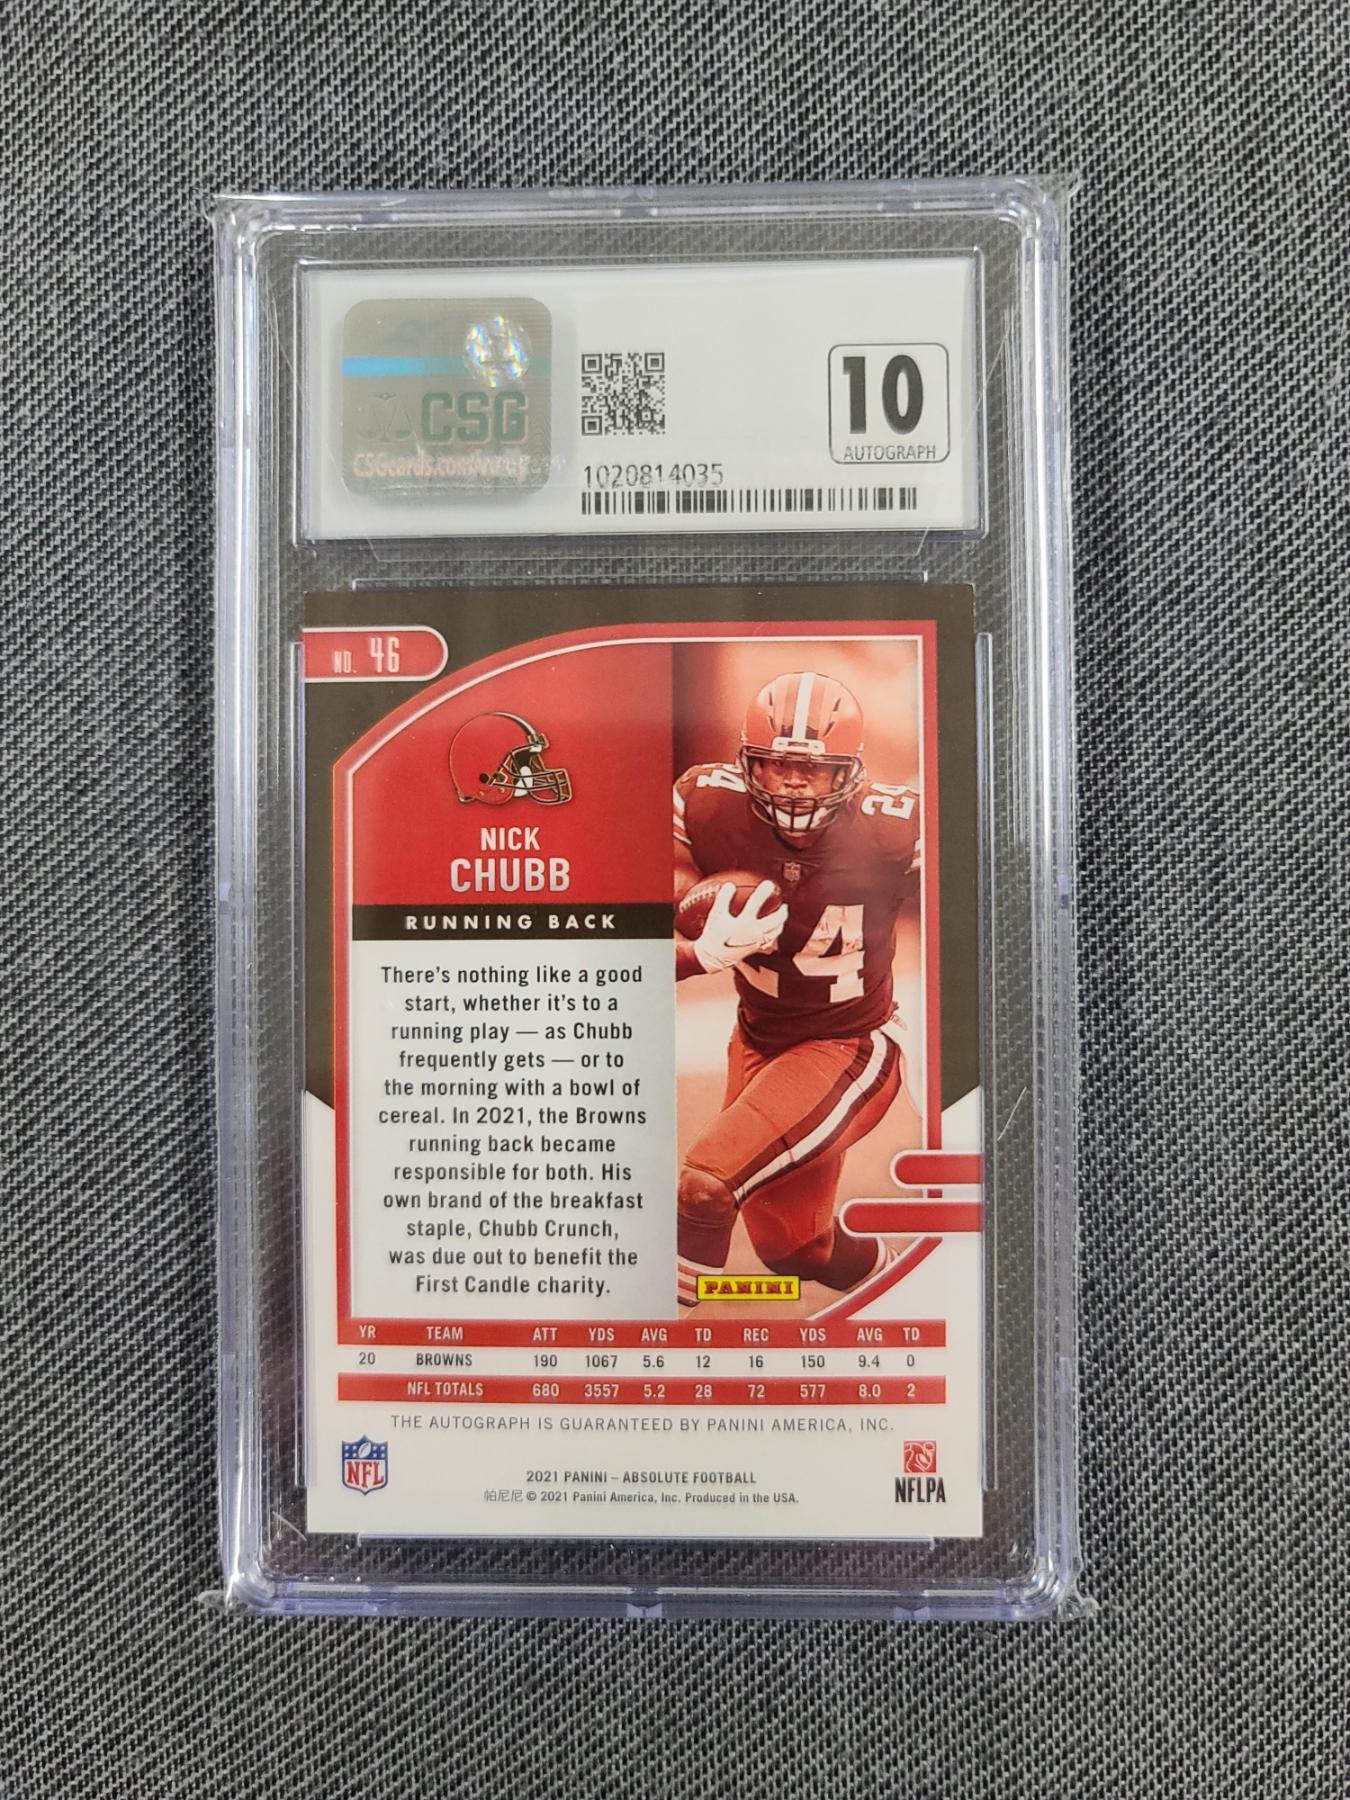 CSG
1020814035
10
AUTOGRAPH
NO. 46
NICK
CHUBB
RUNNING BACK
24
24
24
There's nothing like a good
start, whether it's to a
running play — as Chubb
frequently gets — or to
the morning with a bowl of
cereal. In 2021, the Browns
running back became
responsible for both. His
own brand of the breakfast
staple, Chubb Crunch,
was due out to benefit the
First Candle charity.
PANINI
YR TEAM ATT YDS AVG TD REC YDS AVG TD
20 BROWNS 190 1067 5.6 12 16 150 9.4 0
NFL TOTALS 680 3557 5.2 28 72 577 8.0 2
THE AUTOGRAPH IS GUARANTEED BY PANINI AMERICA, INC.
NFL
2021 PANINI – ABSOLUTE FOOTBALL
帕尼尼 © 2021 Panini America, Inc. Produced in the USA.
NFLPA